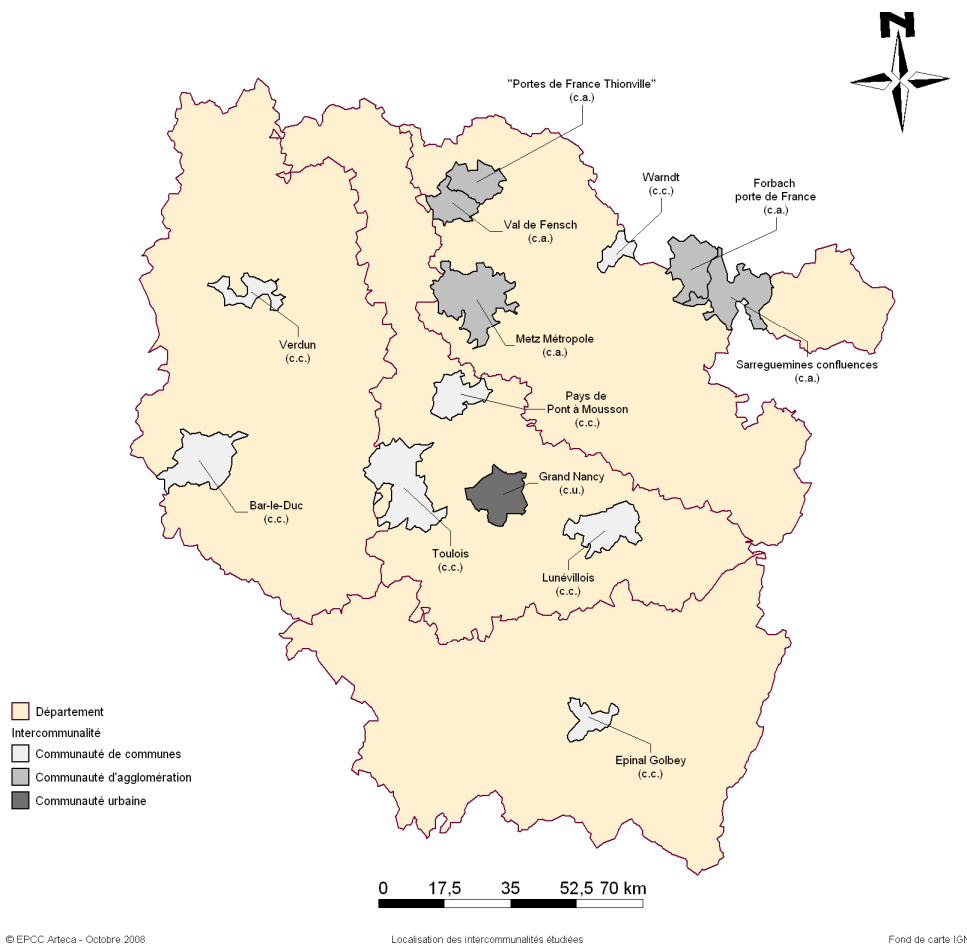 N
"Portes de France Thionville"
(c.a.)
Warndt
(c.c.)
Forbach
porte de France
(c.a.)
Val de Fensch
(c.a.)
Verdun
(c.c.)
Metz Métropole
(c.a.)
Sarreguemines confluences
(c.a.)
Pays de
Pont à Mousson
(c.c.)
Grand Nancy
(c.u.)
Bar-le-Duc
(c.c.)
Toulois
(c.c.)
Lunévillois
(c.c.)
Epinal Golbey
(c.c.)
Département
Intercommunalité
Communauté de communes
Communauté d'agglomération
Communauté urbaine
0 17,5 35 52,5 70 km
© EPCC Arteca - Octobre 2008
Localisation des intercommunalités étudiées
Fond de carte IGN